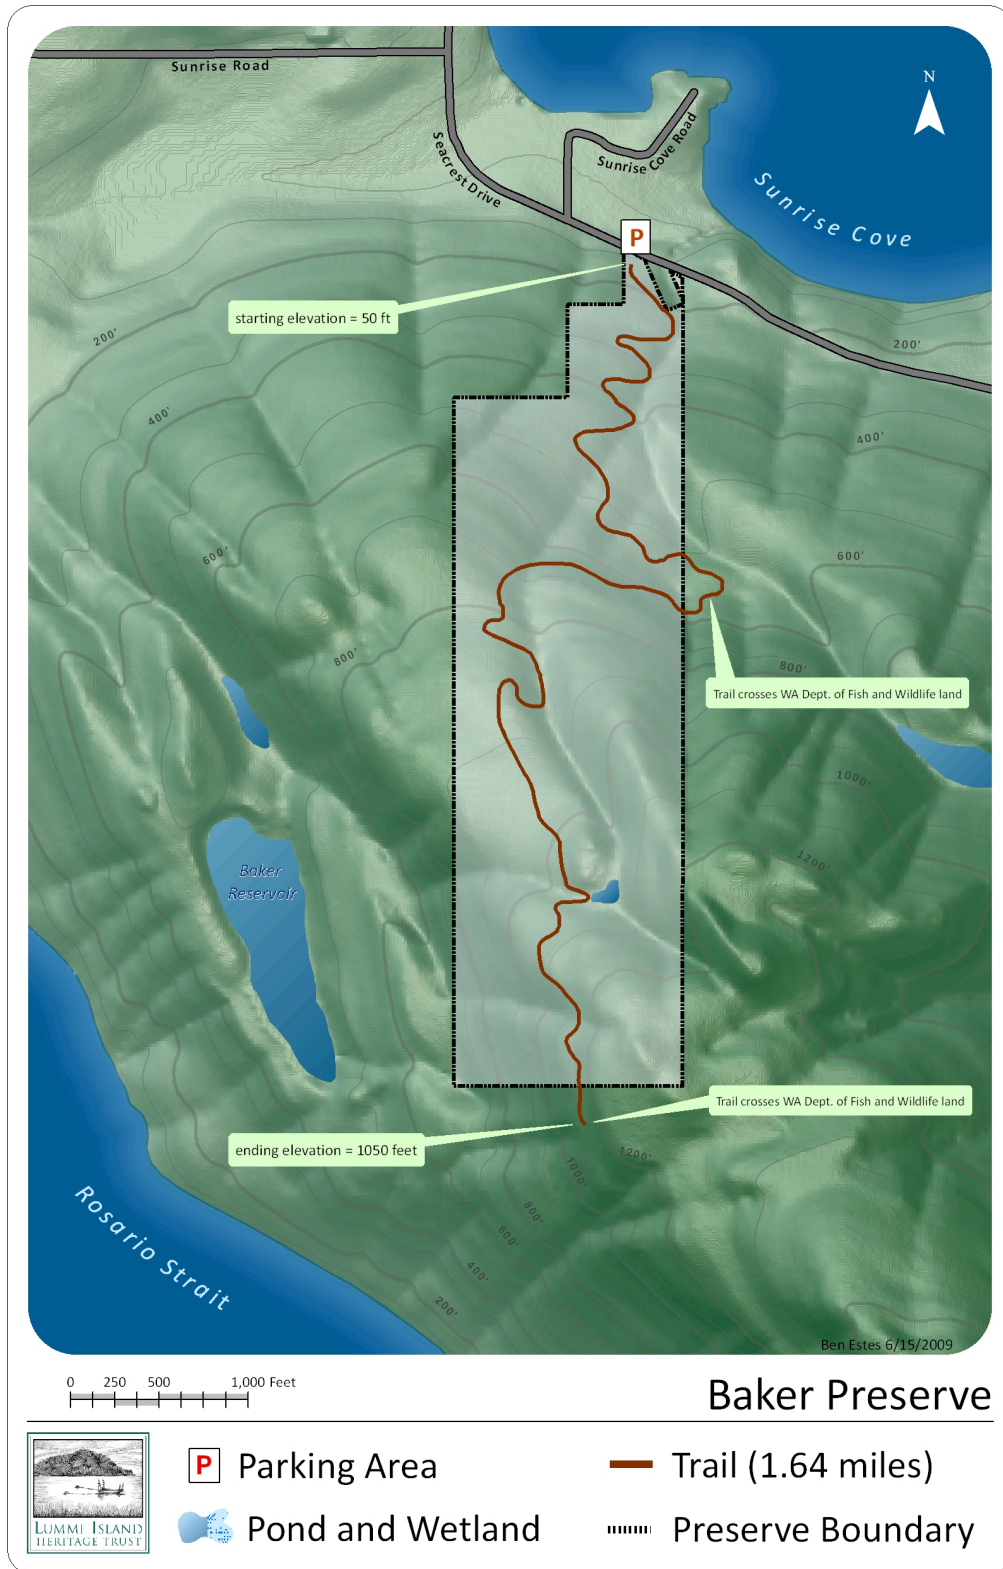 Sunrise Road
N
Seacrest Drive
Sunrise Cove Road
Sunrise Cove
P
starting elevation = 50 ft
200'
200'
400'
400'
600'
600'
800'
800'
Trail crosses WA Dept. of Fish and Wildlife land
1000'
1200'
Baker
Reservoir
Trail crosses WA Dept. of Fish and Wildlife land
ending elevation = 1050 feet
1200'
1000'
800'
600'
400'
200'
Rosario Strait
Ben Estes 6/15/2009
0 250 500 1,000 Feet
Baker Preserve
P Parking Area
Trail (1.64 miles)
Pond and Wetland
Preserve Boundary
LUMMI ISLAND
HERITAGE TRUST